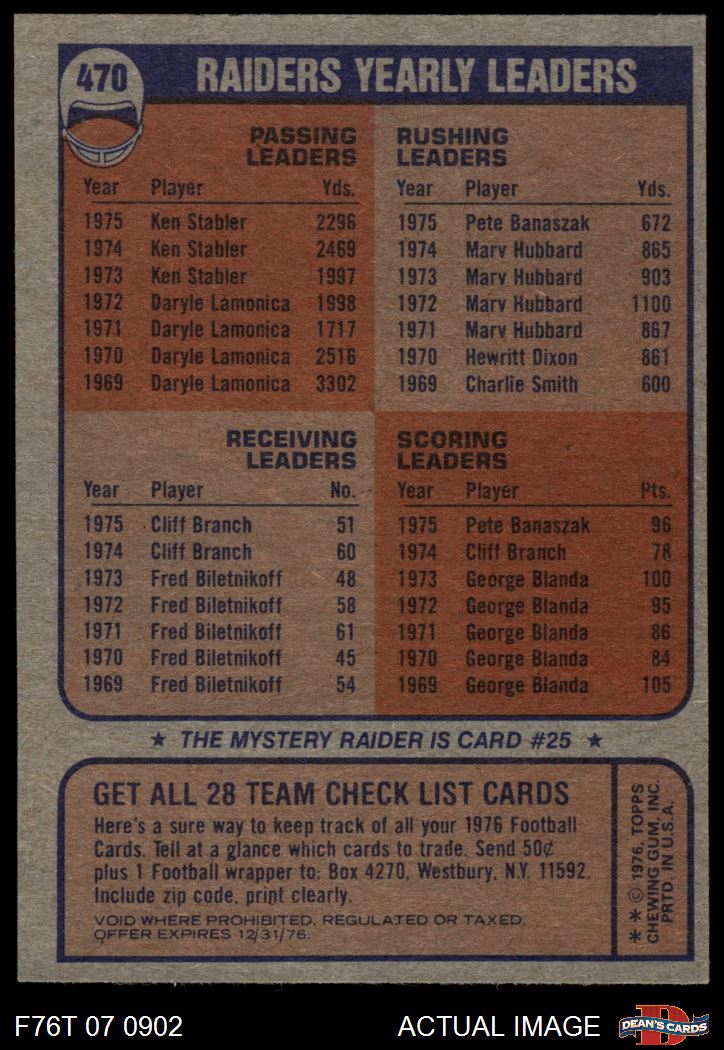 470
RAIDERS YEARLY LEADERS
PASSING
LEADERS
Year Player Yds.
1975 Ken Stabler 2296
1974 Ken Stabler 2469
1973 Ken Stabler 1997
1972 Daryle Lamonica 1998
1971 Daryle Lamonica 1717
1970 Daryle Lamonica 2516
1969 Daryle Lamonica 3302
RUSHING
LEADERS
Year Player Yds.
1975 Pete Banaszak 672
1974 Marv Hubbard 865
1973 Marv Hubbard 903
1972 Marv Hubbard 1100
1971 Marv Hubbard 867
1970 Hewritt Dixon 861
1969 Charlie Smith 600
RECEIVING
LEADERS
Year Player No.
1975 Cliff Branch 51
1974 Cliff Branch 60
1973 Fred Biletnikoff 48
1972 Fred Biletnikoff 58
1971 Fred Biletnikoff 61
1970 Fred Biletnikoff 45
1969 Fred Biletnikoff 54
SCORING
LEADERS
Year Player Pts.
1975 Pete Banaszak 96
1974 Cliff Branch 78
1973 George Blanda 100
1972 George Blanda 95
1971 George Blanda 86
1970 George Blanda 84
1969 George Blanda 105
★ THE MYSTERY RAIDER IS CARD #25 ★
GET ALL 28 TEAM CHECK LIST CARDS
Here's a sure way to keep track of all your 1976 Football
Cards. Tell at a glance which cards to trade. Send 50¢
plus 1 Football wrapper to: Box 4270, Westbury, N.Y. 11592.
Include zip code, print clearly.
VOID WHERE PROHIBITED, REGULATED OR TAXED.
OFFER EXPIRES 12/31/76.
** © 1976, TOPPS
CHEWING GUM, INC.
PRTD. IN U.S.A.
F76T 07 0902
ACTUAL IMAGE
D
DEAN'S CARDS